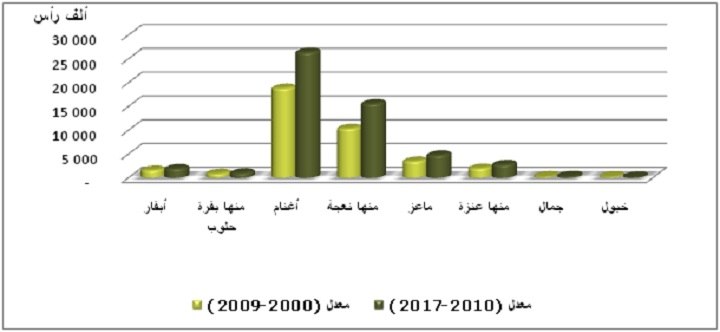 ألف رأس
30 000
25 000
20 000
15 000
10 000
5 000
-
أبقار
منها بقرة حلوب
أغنام
منها نعجة
ماعز
منها عنزة
جمال
خيول
معدل (2000-2009)
معدل (2010-2017)